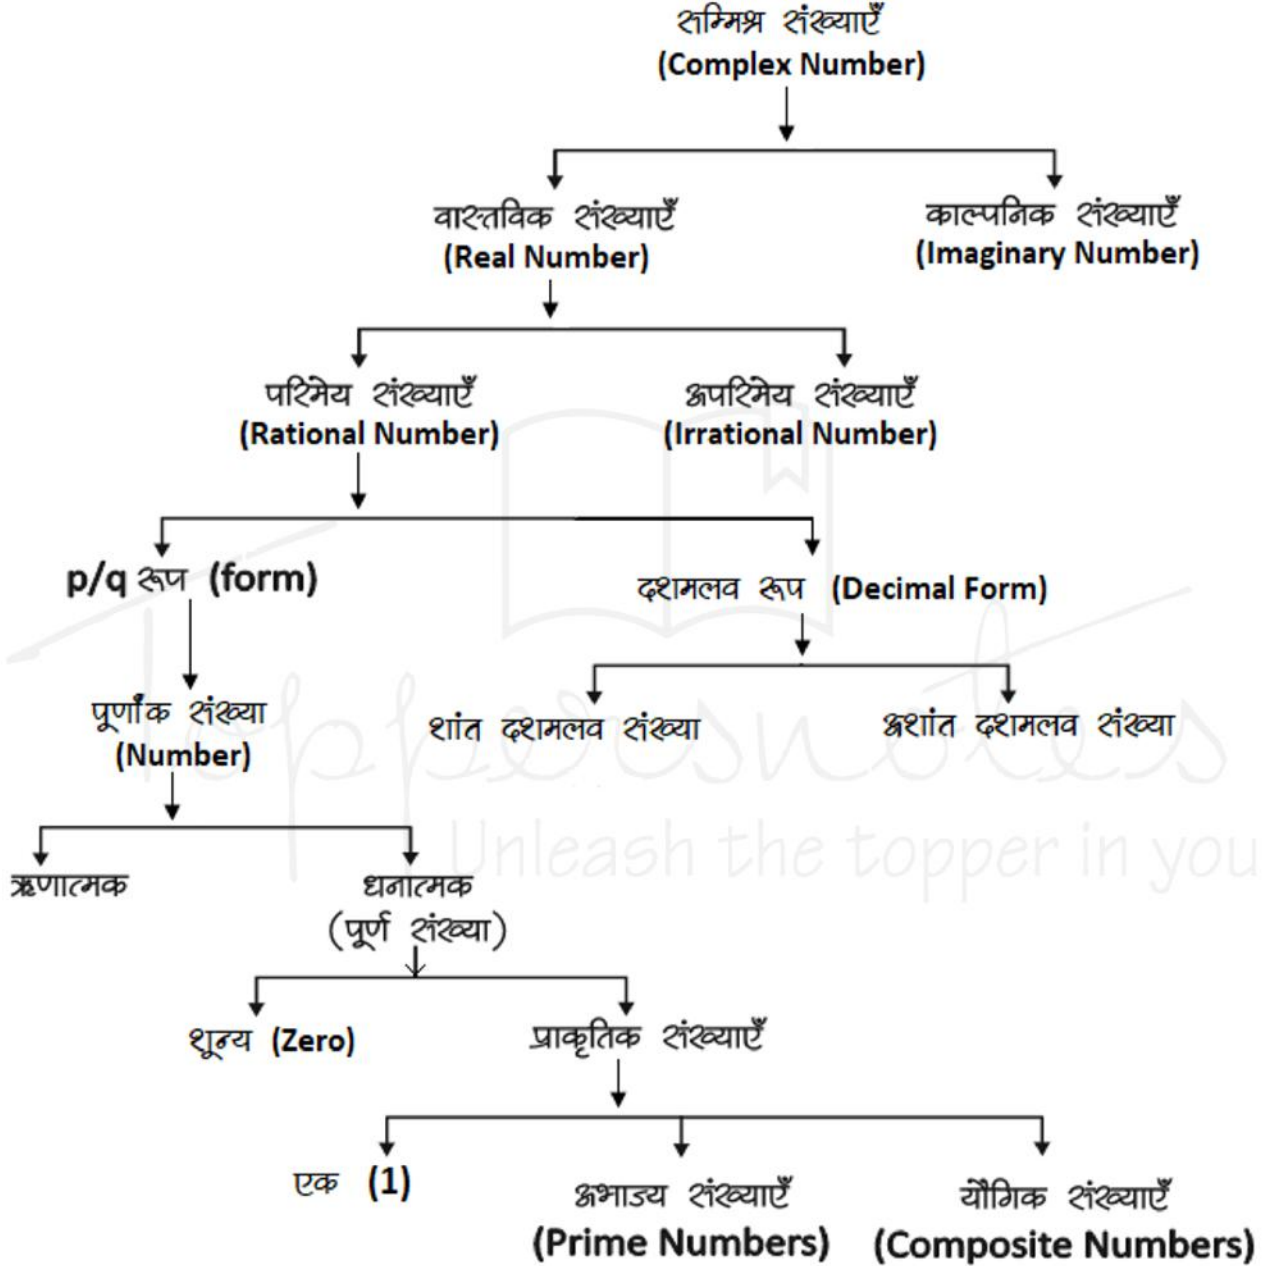 सम्मिश्र संख्याएँ
(Complex Number)
वास्तविक संख्याएँ
(Real Number)
काल्पनिक संख्याएँ
(Imaginary Number)
परिमेय संख्याएँ
(Rational Number)
अपरिमेय संख्याएँ
(Irrational Number)
p/q रूप (form)
दशमलव रूप (Decimal Form)
पूर्णांक संख्या
(Number)
शांत दशमलव संख्या
अशांत दशमलव संख्या
Toppersnotes
Unleash the topper in you
ऋणात्मक
धनात्मक
(पूर्ण संख्या)
शून्य (Zero)
प्राकृतिक संख्याएँ
एक (1)
अभाज्य संख्याएँ
(Prime Numbers)
यौगिक संख्याएँ
(Composite Numbers)